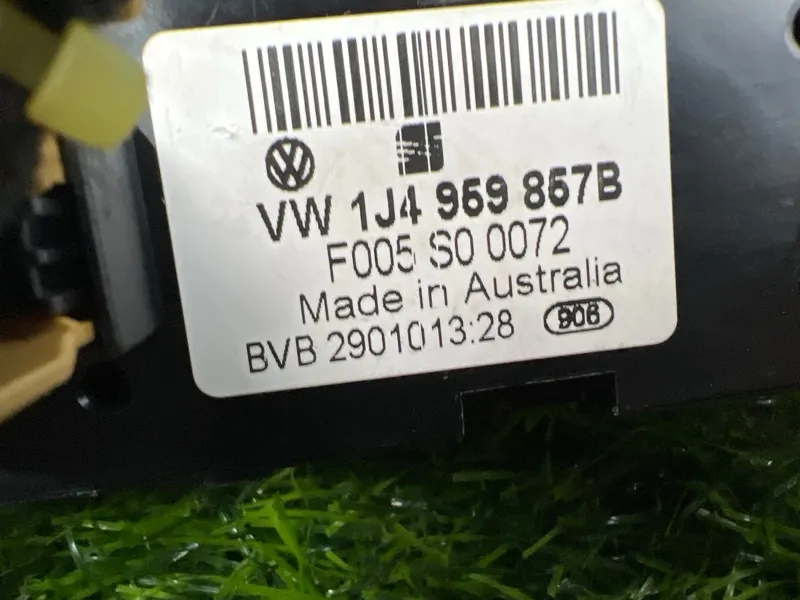 VW 1J4 959 857B
F005 S0 0072
Made in Australia
BVB 2901013:28 906